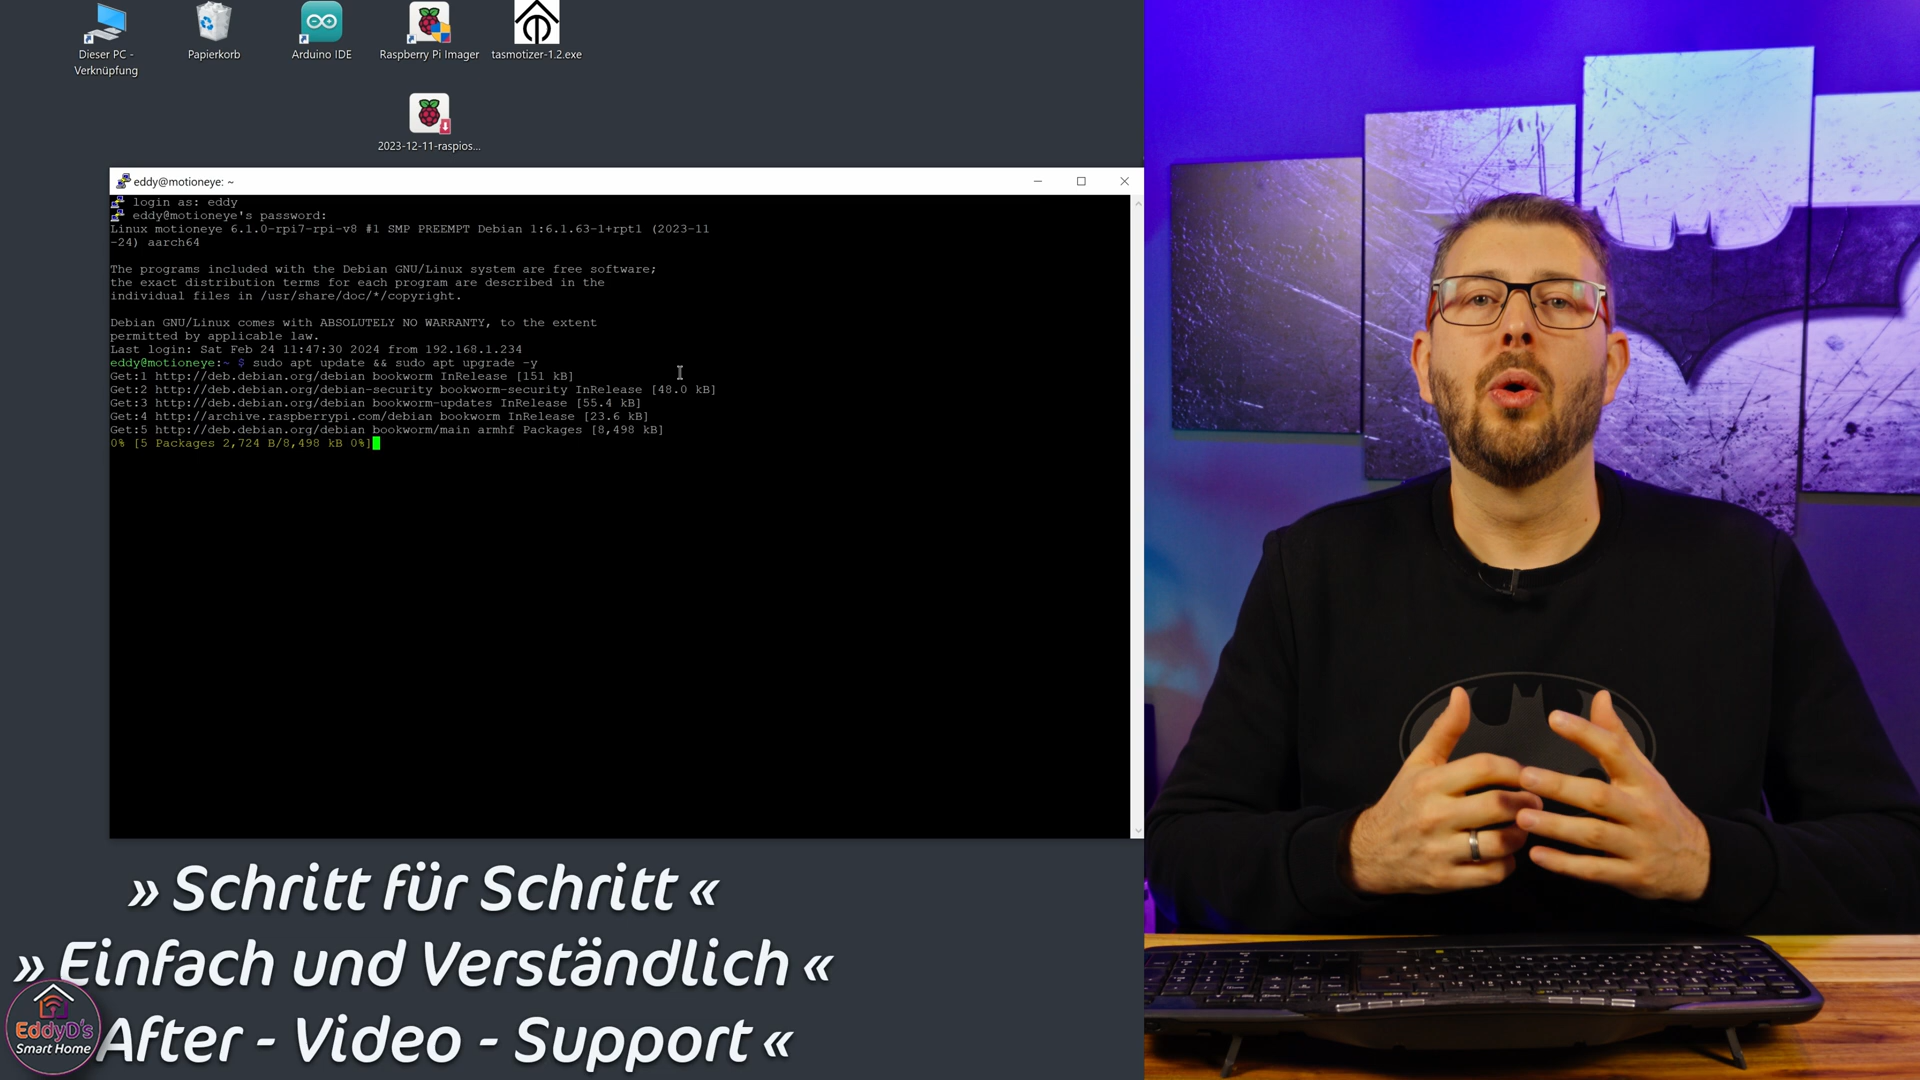 Dieser PC -
Verknüpfung
Papierkorb
Arduino IDE
Raspberry Pi Imager
tasmotizer-1.2.exe
2023-12-11-raspios...
eddy@motioneye: ~
login as: eddy
eddy@motioneye's password:
Linux motioneye 6.1.0-rpi7-rpi-v8 #1 SMP PREEMPT Debian 1:6.1.63-1+rpt1 (2023-11
-24) aarch64
The programs included with the Debian GNU/Linux system are free software;
the exact distribution terms for each program are described in the
individual files in /usr/share/doc/*/copyright.
Debian GNU/Linux comes with ABSOLUTELY NO WARRANTY, to the extent
permitted by applicable law.
Last login: Sat Feb 24 11:47:30 2024 from 192.168.1.234
eddy@motioneye:~ $ sudo apt update && sudo apt upgrade -y
Get:1 http://deb.debian.org/debian bookworm InRelease [151 kB]
Get:2 http://deb.debian.org/debian-security bookworm-security InRelease [48.0 kB]
Get:3 http://deb.debian.org/debian bookworm-updates InRelease [55.4 kB]
Get:4 http://archive.raspberrypi.com/debian bookworm InRelease [23.6 kB]
Get:5 http://deb.debian.org/debian bookworm/main armhf Packages [8,498 kB]
0% [5 Packages 2,724 B/8,498 kB 0%]
» Schritt für Schritt «
» Einfach und Verständlich «
After - Video - Support «
EddyD's
Smart Home